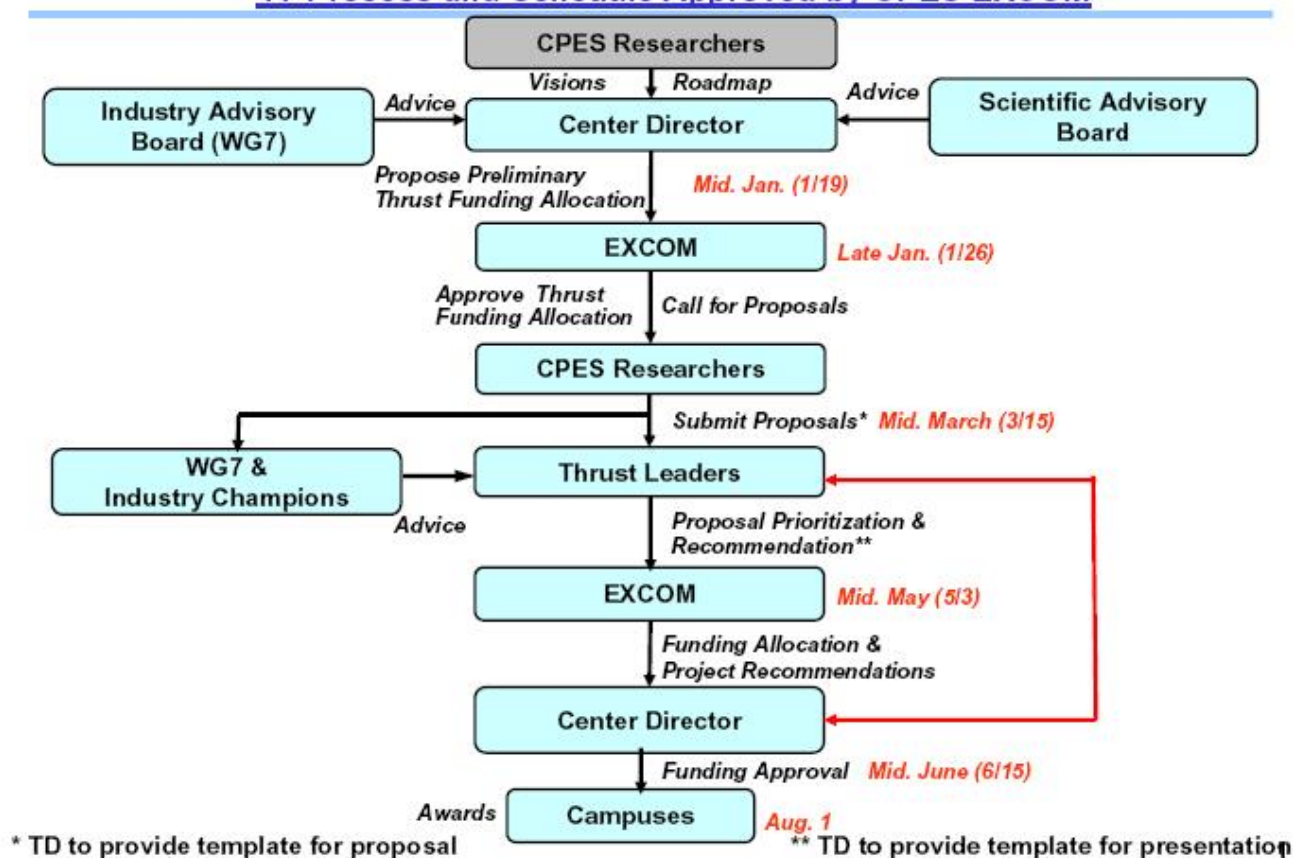 CPES Researchers
Visions
Roadmap
Industry Advisory
Board (WG7)
Advice
Center Director
Advice
Scientific Advisory
Board
Propose Preliminary
Thrust Funding Allocation
Mid. Jan. (1/19)
EXCOM
Late Jan. (1/26)
Approve Thrust
Funding Allocation
Call for Proposals
CPES Researchers
Submit Proposals* Mid. March (3/15)
WG7 &
Industry Champions
Advice
Thrust Leaders
Proposal Prioritization &
Recommendation**
EXCOM
Mid. May (5/3)
Funding Allocation &
Project Recommendations
Center Director
Funding Approval Mid. June (6/15)
Awards
Campuses
Aug. 1
* TD to provide template for proposal
** TD to provide template for presentation